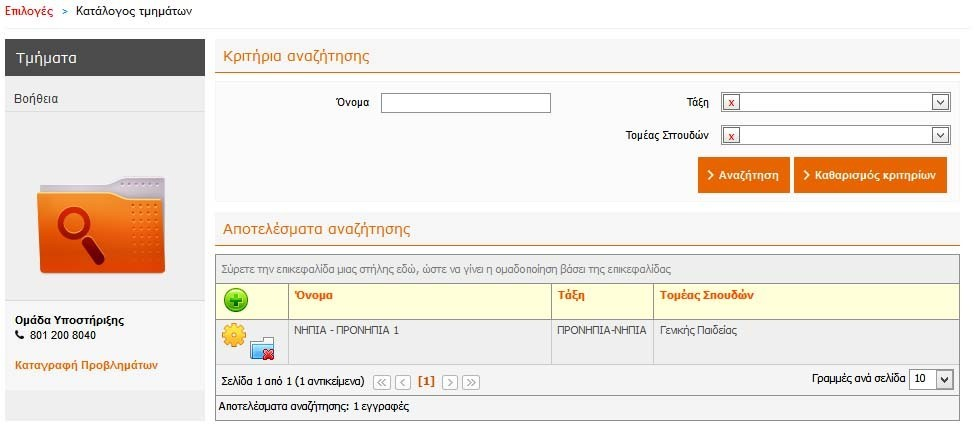 Επιλογές > Κατάλογος τμημάτων
Τμήματα
Βοήθεια
Ομάδα Υποστήριξης
801 200 8040
Καταγραφή Προβλημάτων
Κριτήρια αναζήτησης
Όνομα
Τάξη x
Τομέας Σπουδών x
> Αναζήτηση > Καθαρισμός κριτηρίων
Αποτελέσματα αναζήτησης
Σύρετε την επικεφαλίδα μιας στήλης εδώ, ώστε να γίνει η ομαδοποίηση βάσει της επικεφαλίδας
Όνομα Τάξη Τομέας Σπουδών
ΝΗΠΙΑ - ΠΡΟΝΗΠΙΑ 1 ΠΡΟΝΗΠΙΑ-ΝΗΠΙΑ Γενικής Παιδείας
Σελίδα 1 από 1 (1 αντικείμενα) [1] Γραμμές ανά σελίδα 10
Αποτελέσματα αναζήτησης: 1 εγγραφές